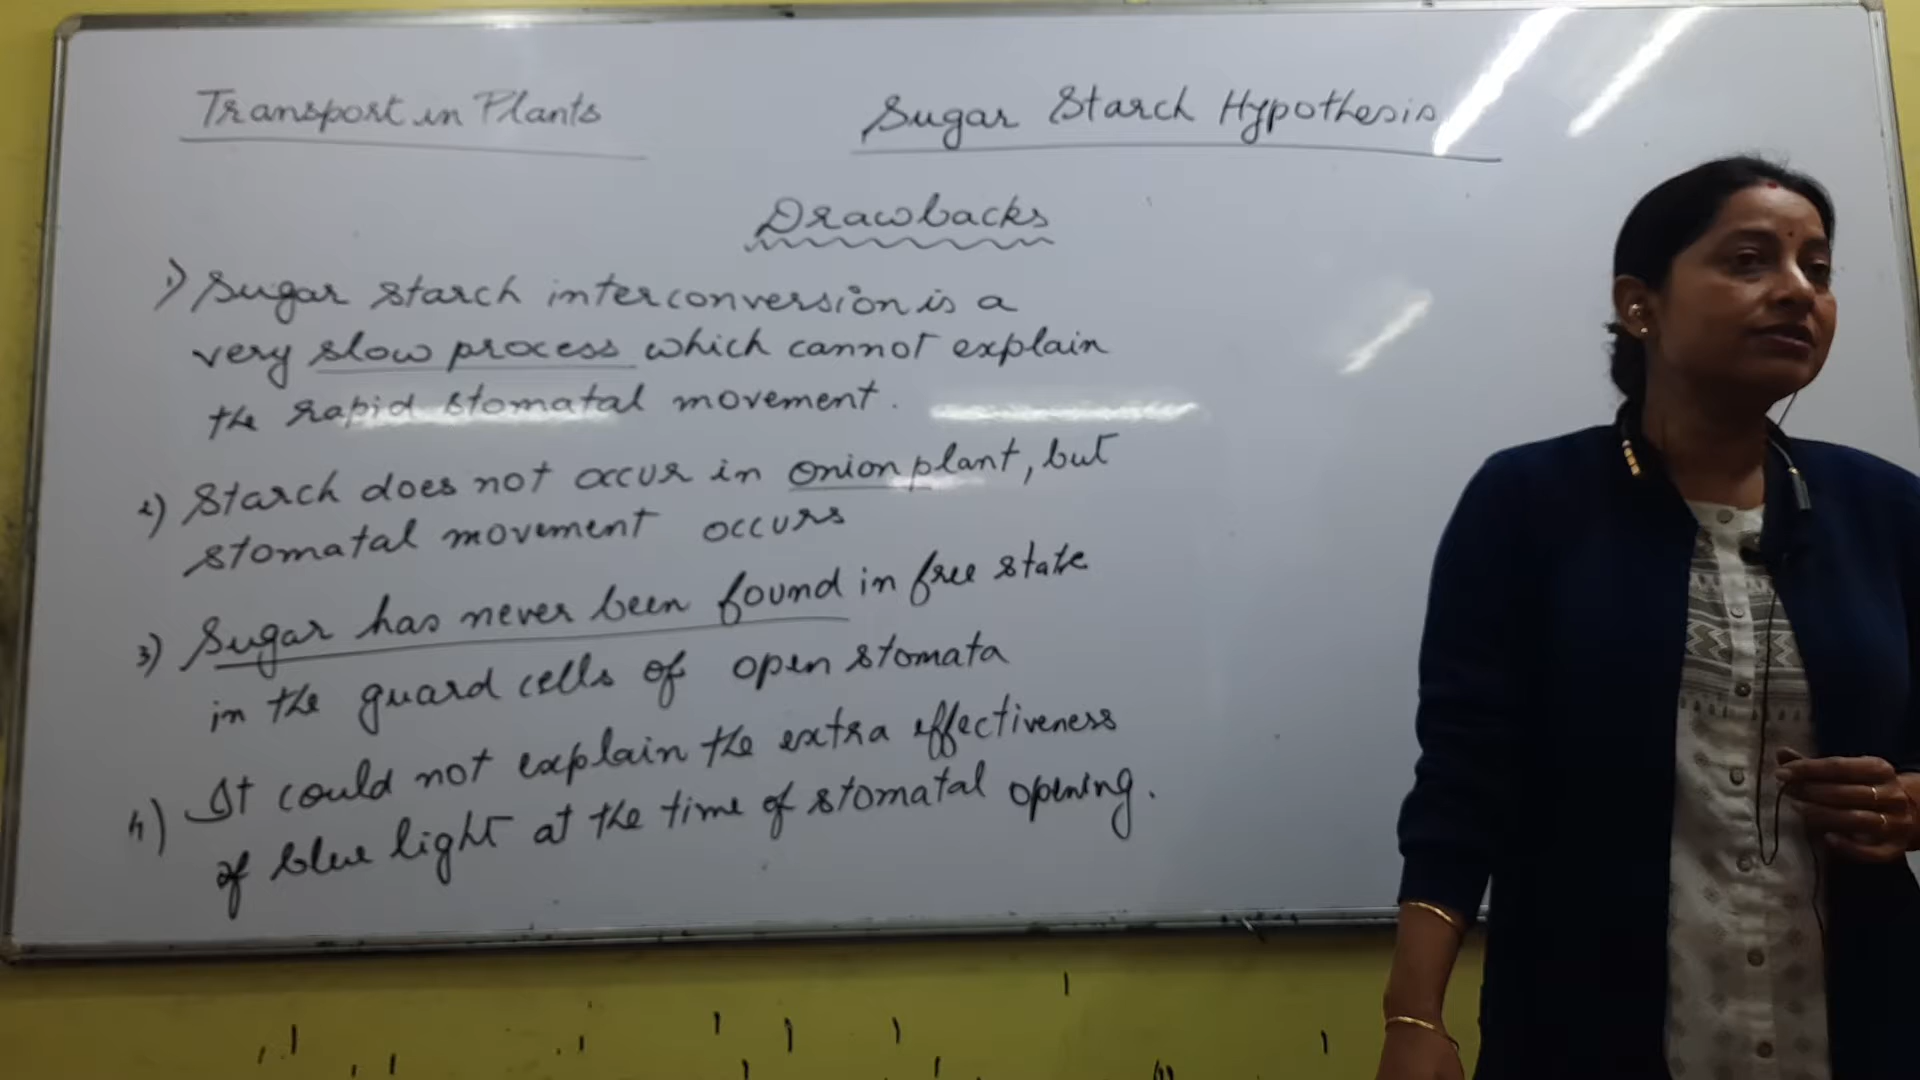 Transport in Plants
Sugar Starch Hypothesis
Drawbacks
1) Sugar starch interconversion is a
very slow process which cannot explain
the rapid stomatal movement.
2) Starch does not occur in onion plant, but
stomatal movement occurs
3) Sugar has never been found in free state
in the guard cells of open stomata
4) It could not explain the extra effectiveness
of blue light at the time of stomatal opening.